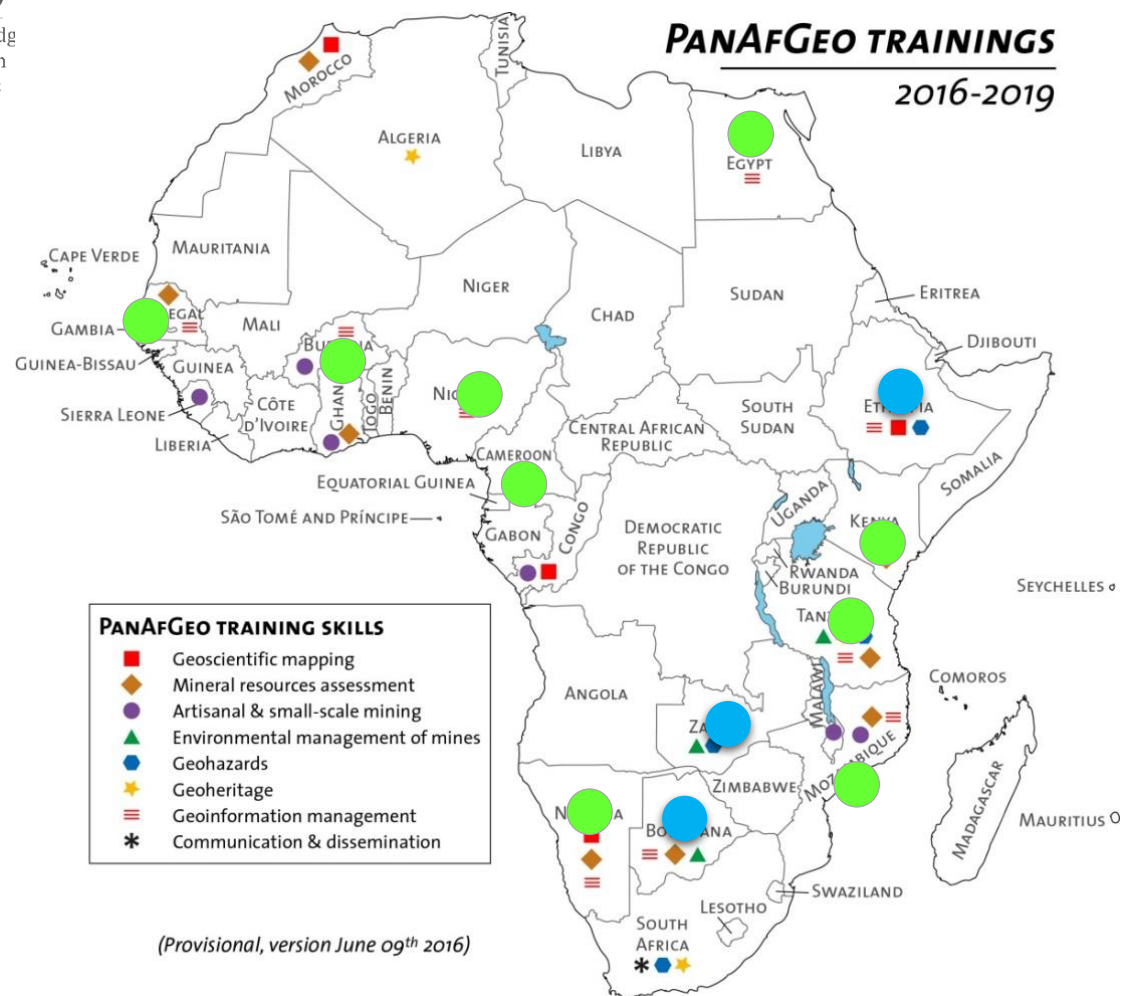 PANAFGEO TRAININGS
2016-2019
TUNISIA
MOROCCO
ALGERIA
LIBYA
EGYPT
CAPE VERDE
MAURITANIA
NIGER
CHAD
SUDAN
ERITREA
GAMBIA
MALI
DJIBOUTI
GUINEA-BISSAU
GUINEA
SIERRA LEONE
CÔTE
D'IVOIRE
TOGO
BENIN
SOUTH
SUDAN
LIBERIA
CENTRAL AFRICAN
REPUBLIC
CAMEROON
SOMALIA
EQUATORIAL GUINEA
UGANDA
KENYA
SÃO TOMÉ AND PRÍNCIPE
GABON
CONGO
DEMOCRATIC
REPUBLIC
OF THE CONGO
RWANDA
BURUNDI
SEYCHELLES
PANAFGEO TRAINING SKILLS
Geoscientific mapping
Mineral resources assessment
Artisanal & small-scale mining
Environmental management of mines
Geohazards
Geoheritage
Geoinformation management
Communication & dissemination
ANGOLA
MALAWI
COMOROS
ZIMBABWE
MADAGASCAR
MAURITIUS
SWAZILAND
LESOTHO
SOUTH
AFRICA
(Provisional, version June 09th 2016)